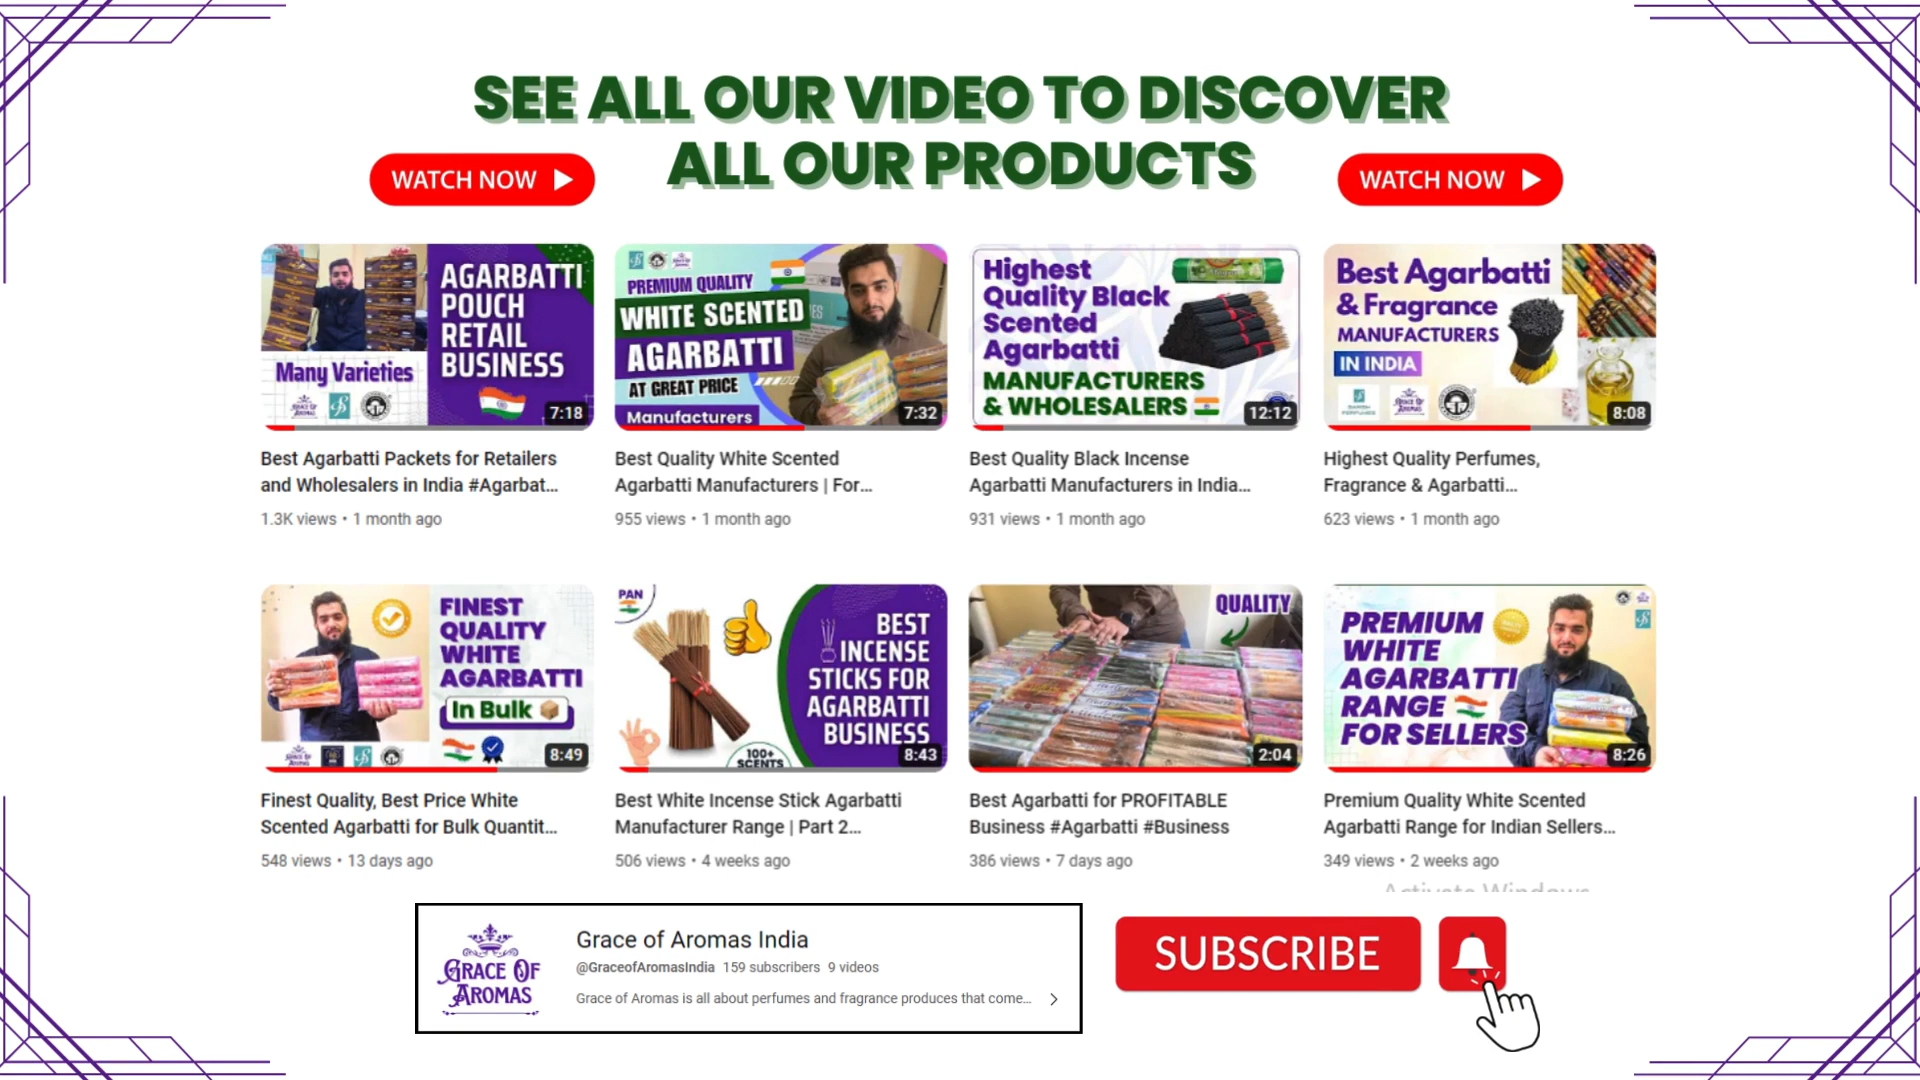 SEE ALL OUR VIDEO TO DISCOVER
ALL OUR PRODUCTS
WATCH NOW
WATCH NOW
AGARBATTI
POUCH
RETAIL
BUSINESS
Many Varieties
GRACE OF
AROMAS
7:18
PREMIUM QUALITY
WHITE SCENTED
AGARBATTI
AT GREAT PRICE
Manufacturers
7:32
Highest
Quality Black
Scented
Agarbatti
MANUFACTURERS
& WHOLESALERS
12:12
Best Agarbatti
& Fragrance
MANUFACTURERS
IN INDIA
GRACE OF
AROMAS
8:08
Best Agarbatti Packets for Retailers
and Wholesalers in India #Agarbat...
1.3K views • 1 month ago
Best Quality White Scented
Agarbatti Manufacturers | For...
955 views • 1 month ago
Best Quality Black Incense
Agarbatti Manufacturers in India...
931 views • 1 month ago
Highest Quality Perfumes,
Fragrance & Agarbatti...
623 views • 1 month ago
FINEST
QUALITY
WHITE
AGARBATTI
In Bulk
8:49
PAN
BEST
INCENSE
STICKS FOR
AGARBATTI
BUSINESS
100+
SCENTS
8:43
QUALITY
2:04
PREMIUM
WHITE
AGARBATTI
RANGE
FOR SELLERS
8:26
Finest Quality, Best Price White
Scented Agarbatti for Bulk Quantit...
548 views • 13 days ago
Best White Incense Stick Agarbatti
Manufacturer Range | Part 2...
506 views • 4 weeks ago
Best Agarbatti for PROFITABLE
Business #Agarbatti #Business
386 views • 7 days ago
Premium Quality White Scented
Agarbatti Range for Indian Sellers...
349 views • 2 weeks ago
Activate Windows
GRACE OF
AROMAS
Grace of Aromas India
@GraceofAromasIndia 159 subscribers 9 videos
Grace of Aromas is all about perfumes and fragrance produces that come...
SUBSCRIBE